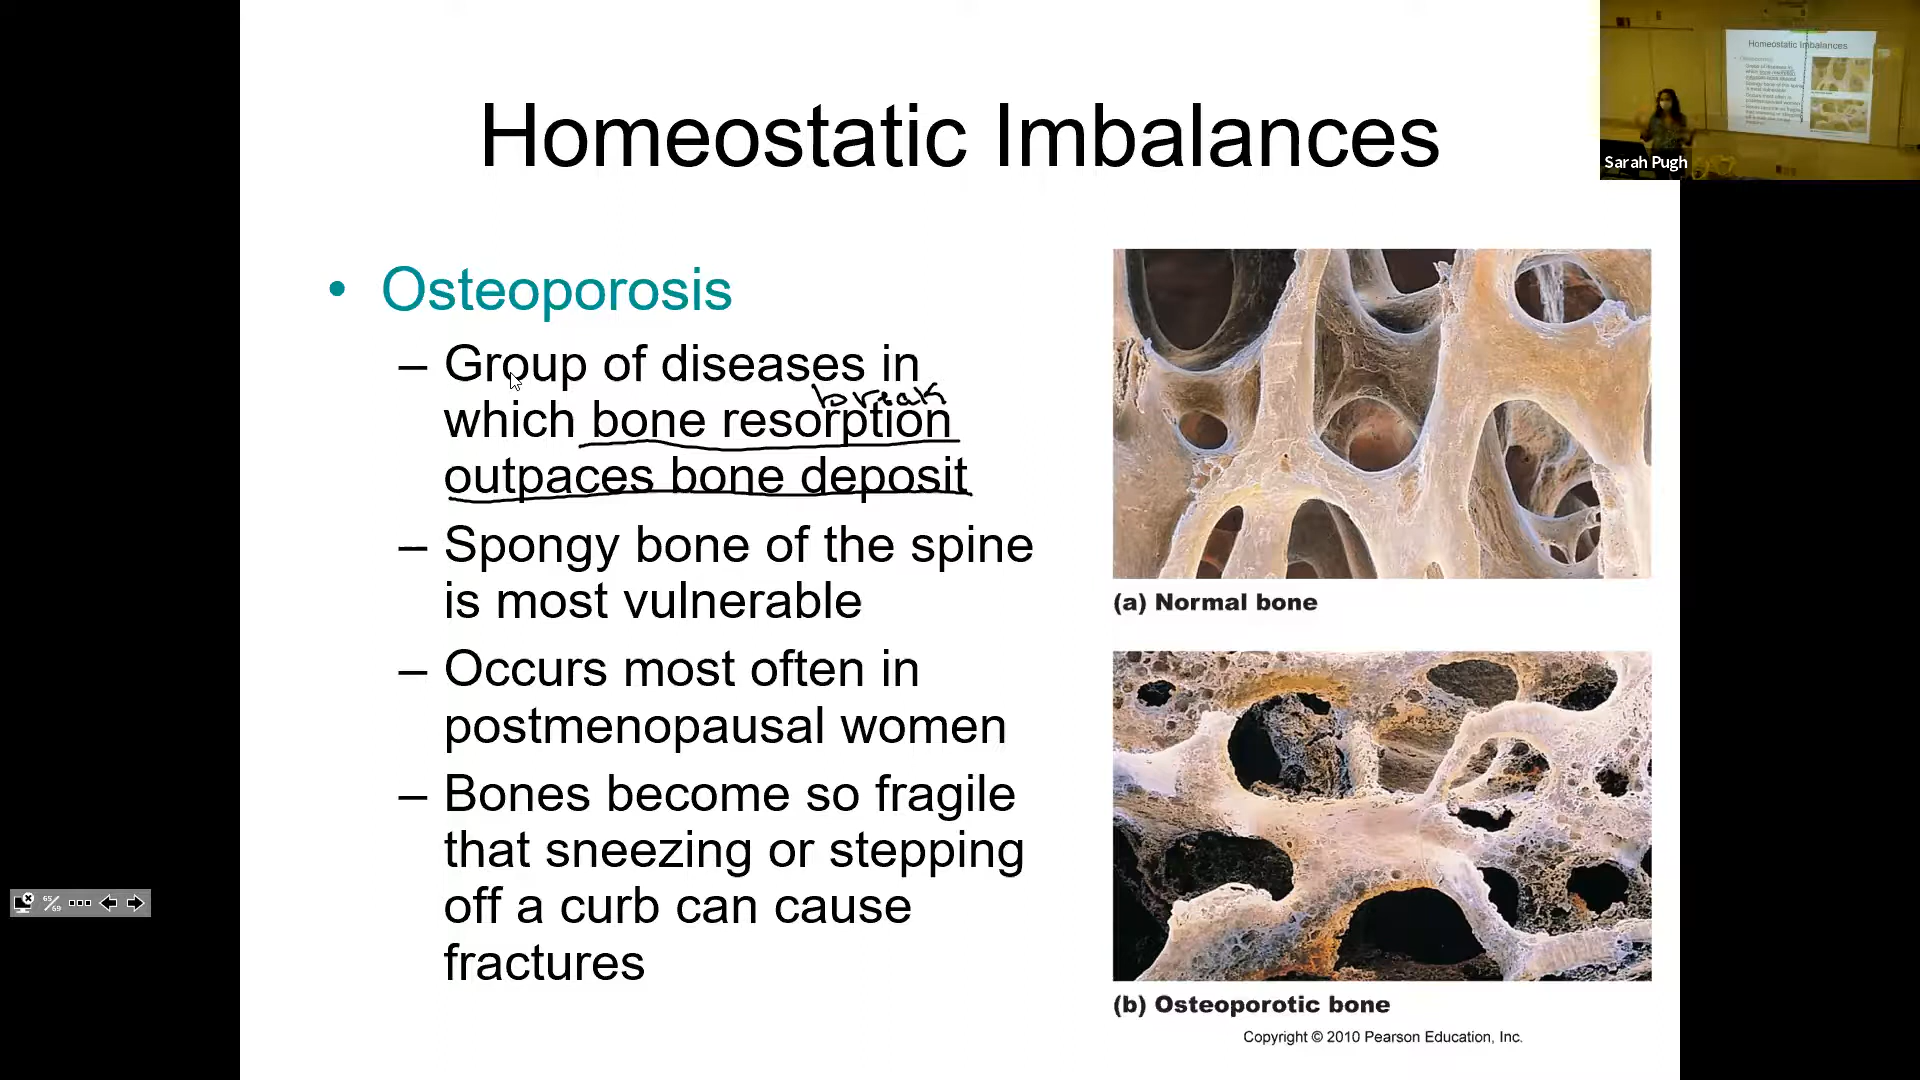 Homeostatic Imbalances
Sarah Pugh
• Osteoporosis
– Group of diseases in
break
which bone resorption
outpaces bone deposit
– Spongy bone of the spine
is most vulnerable
– Occurs most often in
postmenopausal women
– Bones become so fragile
that sneezing or stepping
off a curb can cause
fractures
(a) Normal bone
(b) Osteoporotic bone
Copyright © 2010 Pearson Education, Inc.
65/69
Homeostatic Imbalances